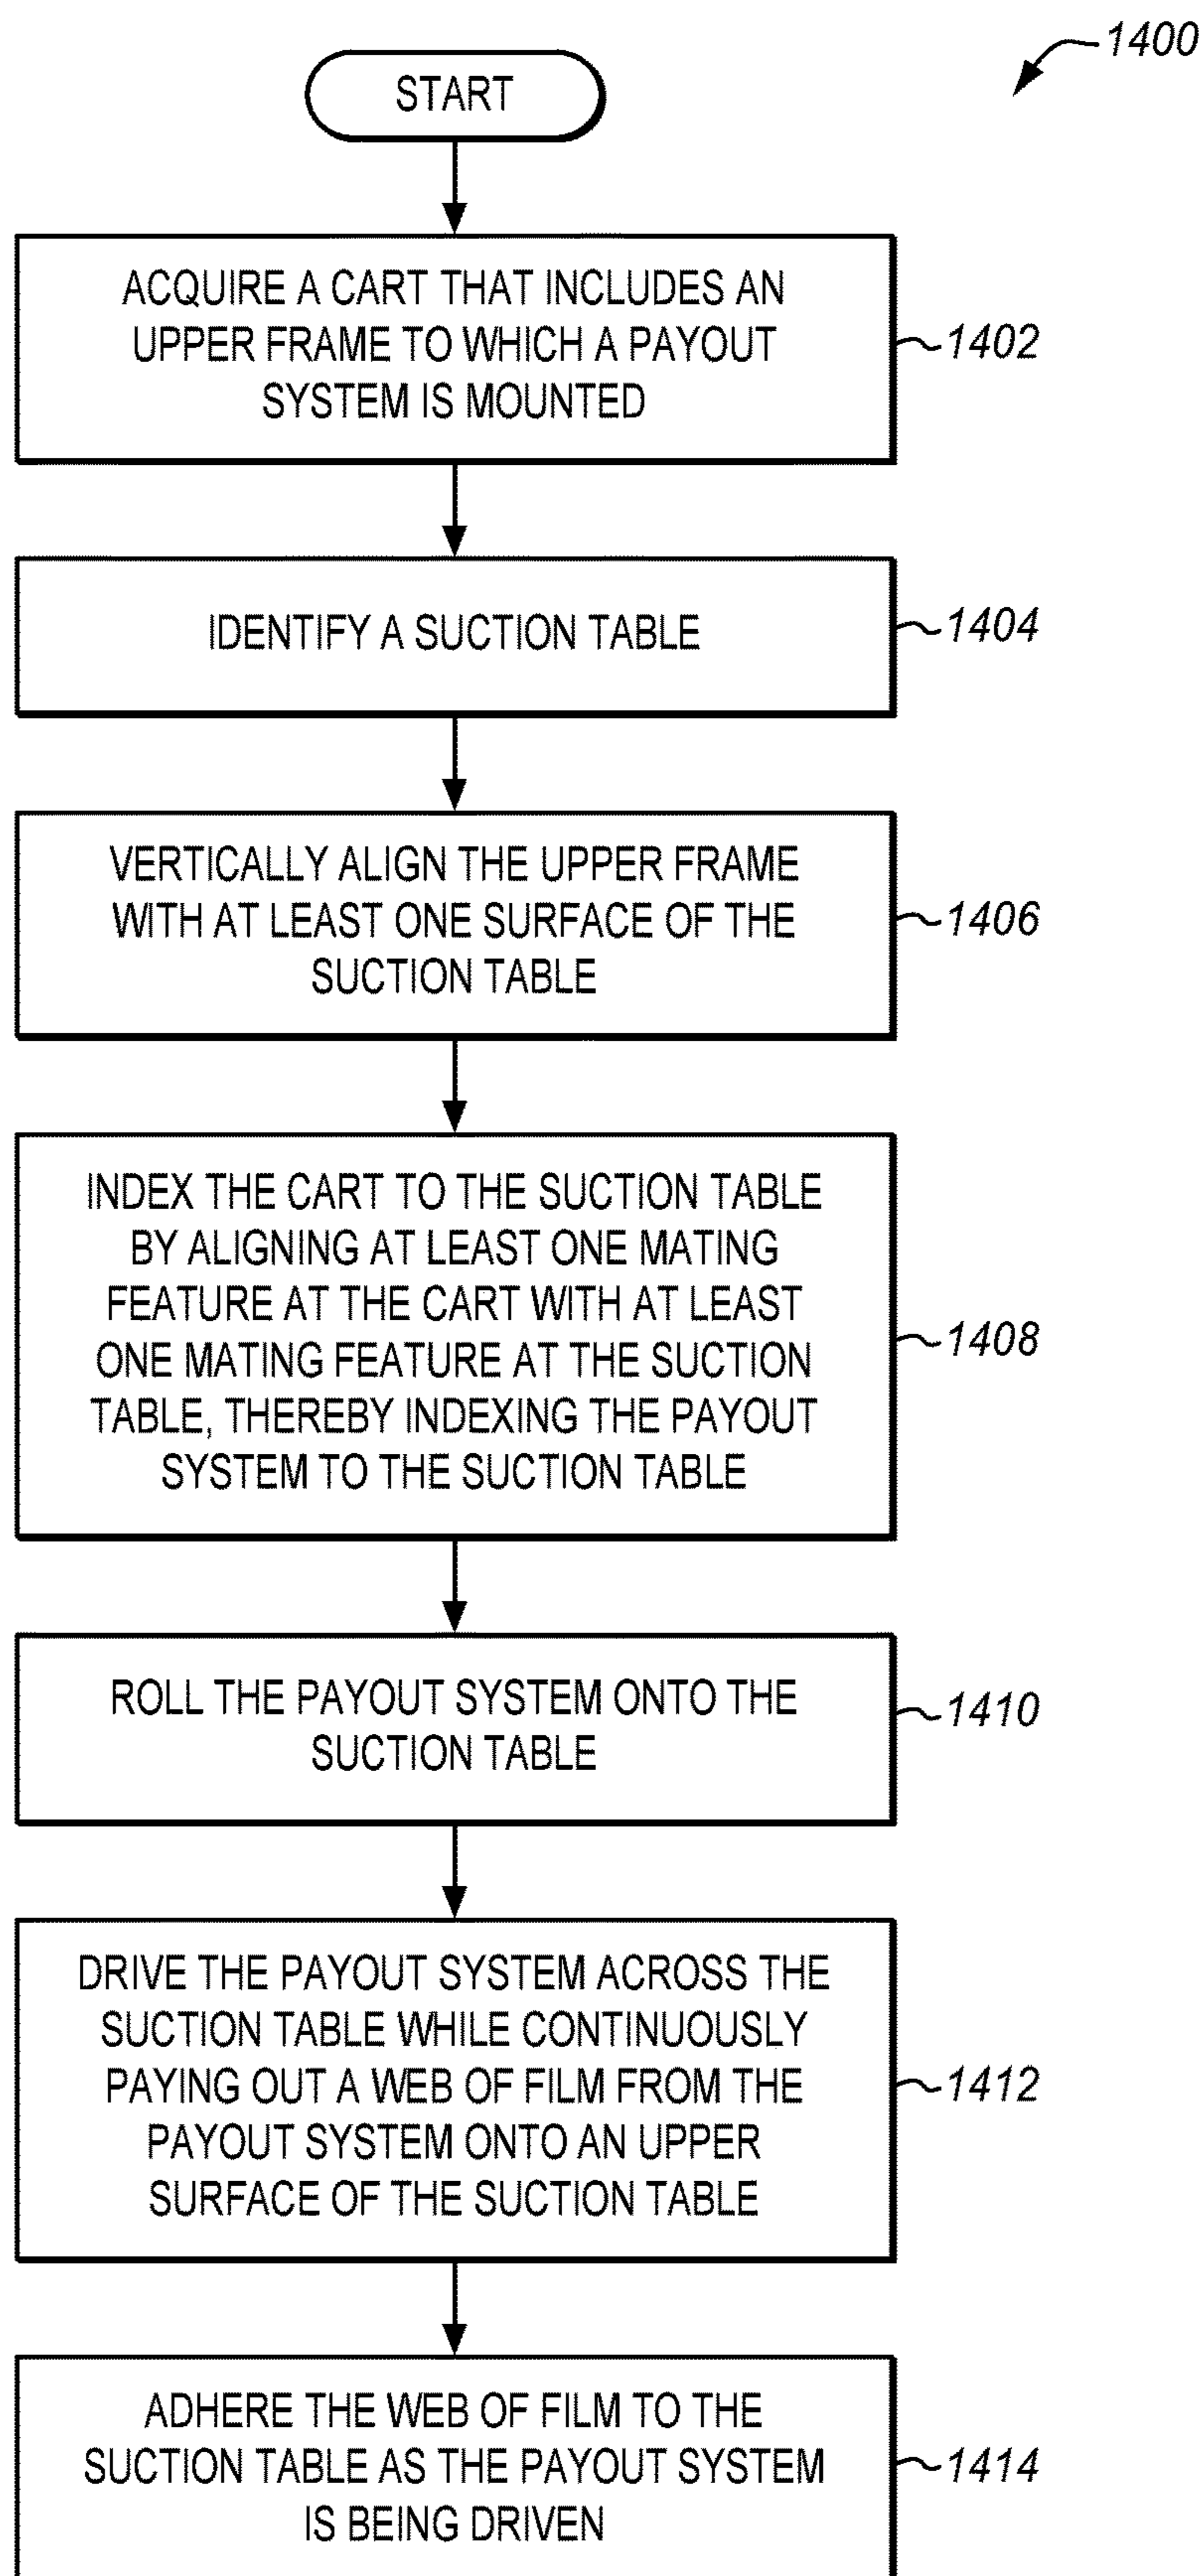 1400
START
ACQUIRE A CART THAT INCLUDES AN
UPPER FRAME TO WHICH A PAYOUT
SYSTEM IS MOUNTED
1402
IDENTIFY A SUCTION TABLE
1404
VERTICALLY ALIGN THE UPPER FRAME
WITH AT LEAST ONE SURFACE OF THE
SUCTION TABLE
1406
INDEX THE CART TO THE SUCTION TABLE
BY ALIGNING AT LEAST ONE MATING
FEATURE AT THE CART WITH AT LEAST
ONE MATING FEATURE AT THE SUCTION
TABLE, THEREBY INDEXING THE PAYOUT
SYSTEM TO THE SUCTION TABLE
1408
ROLL THE PAYOUT SYSTEM ONTO THE
SUCTION TABLE
1410
DRIVE THE PAYOUT SYSTEM ACROSS THE
SUCTION TABLE WHILE CONTINUOUSLY
PAYING OUT A WEB OF FILM FROM THE
PAYOUT SYSTEM ONTO AN UPPER
SURFACE OF THE SUCTION TABLE
1412
ADHERE THE WEB OF FILM TO THE
SUCTION TABLE AS THE PAYOUT SYSTEM
IS BEING DRIVEN
1414